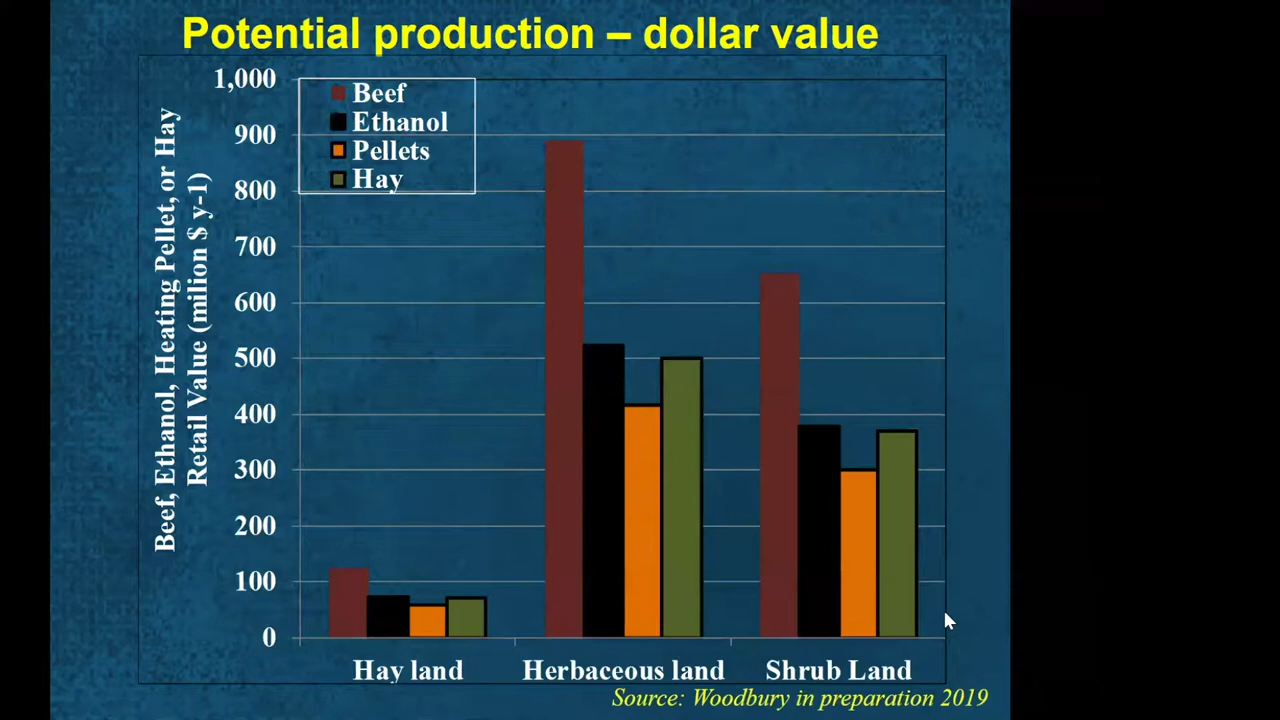 Potential production – dollar value
Beef, Ethanol, Heating Pellet, or Hay
Retail Value (milion $ y-1)
1,000
900
800
700
600
500
400
300
200
100
0
Beef
Ethanol
Pellets
Hay
Hay land
Herbaceous land
Shrub Land
Source: Woodbury in preparation 2019